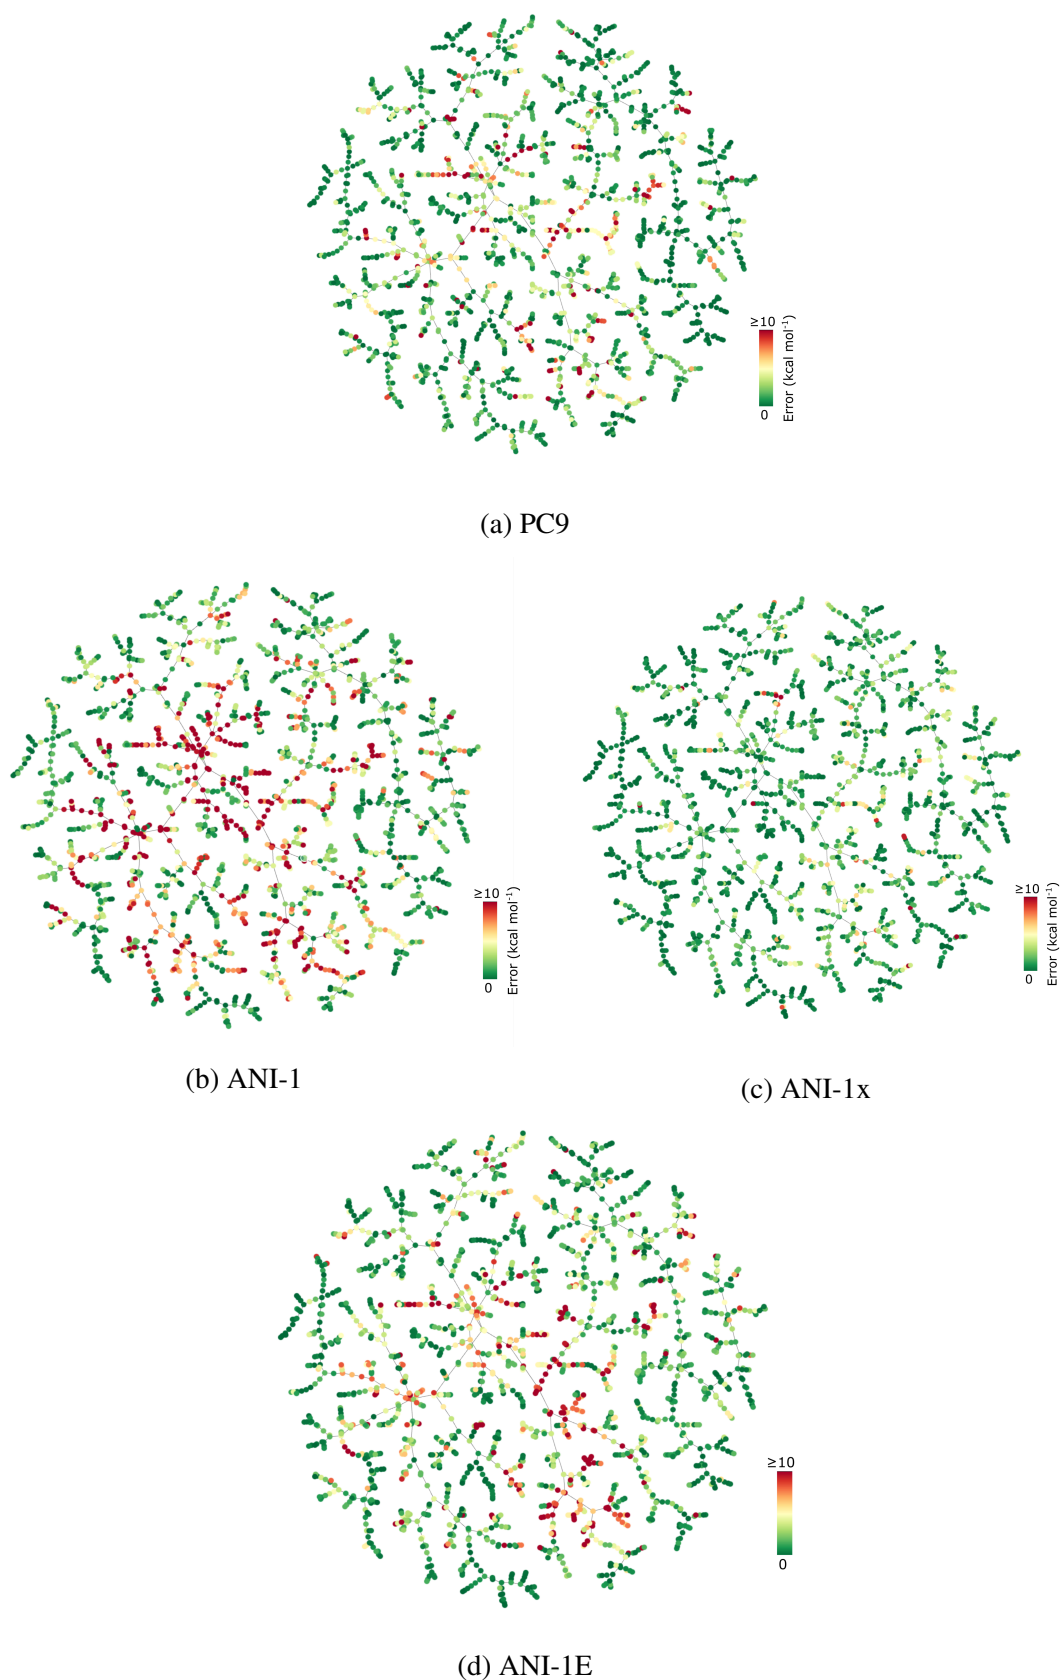 ≥10
Error (kcal mol⁻¹)
0
(a) PC9
≥10
Error (kcal mol⁻¹)
0
≥10
Error (kcal mol⁻¹)
0
(b) ANI-1
(c) ANI-1x
≥10
0
(d) ANI-1E